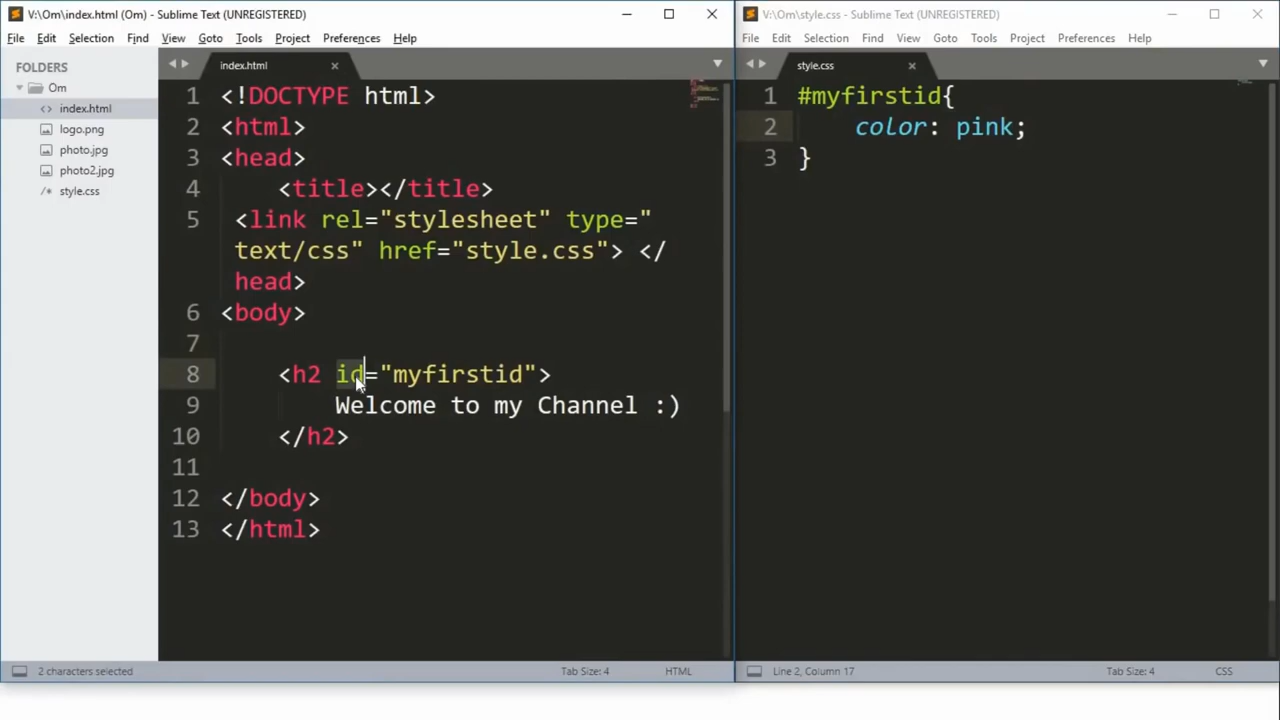 V:\Om\index.html (Om) - Sublime Text (UNREGISTERED)
File Edit Selection Find View Goto Tools Project Preferences Help
FOLDERS
Om
index.html
logo.png
photo.jpg
photo2.jpg
style.css
index.html
1 <!DOCTYPE html>
2 <html>
3 <head>
4 <title></title>
5 <link rel="stylesheet" type="
text/css" href="style.css"> </
head>
6 <body>
7
8 <h2 id="myfirstid">
9 Welcome to my Channel :)
10 </h2>
11
12 </body>
13 </html>
2 characters selected Tab Size: 4 HTML
V:\Om\style.css - Sublime Text (UNREGISTERED)
File Edit Selection Find View Goto Tools Project Preferences Help
style.css
1 #myfirstid{
2 color: pink;
3 }
Line 2, Column 17 Tab Size: 4 CSS